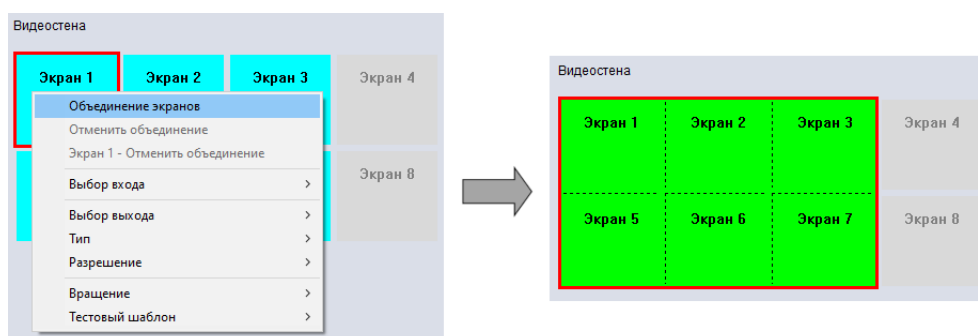 Видеостена
Экран 1
Экран 2
Экран 3
Экран 4
Объединение экранов
Отменить объединение
Экран 1 - Отменить объединение
Выбор входа
Выбор выхода
Тип
Разрешение
Вращение
Тестовый шаблон
Экран 8
Видеостена
Экран 1
Экран 2
Экран 3
Экран 4
Экран 5
Экран 6
Экран 7
Экран 8